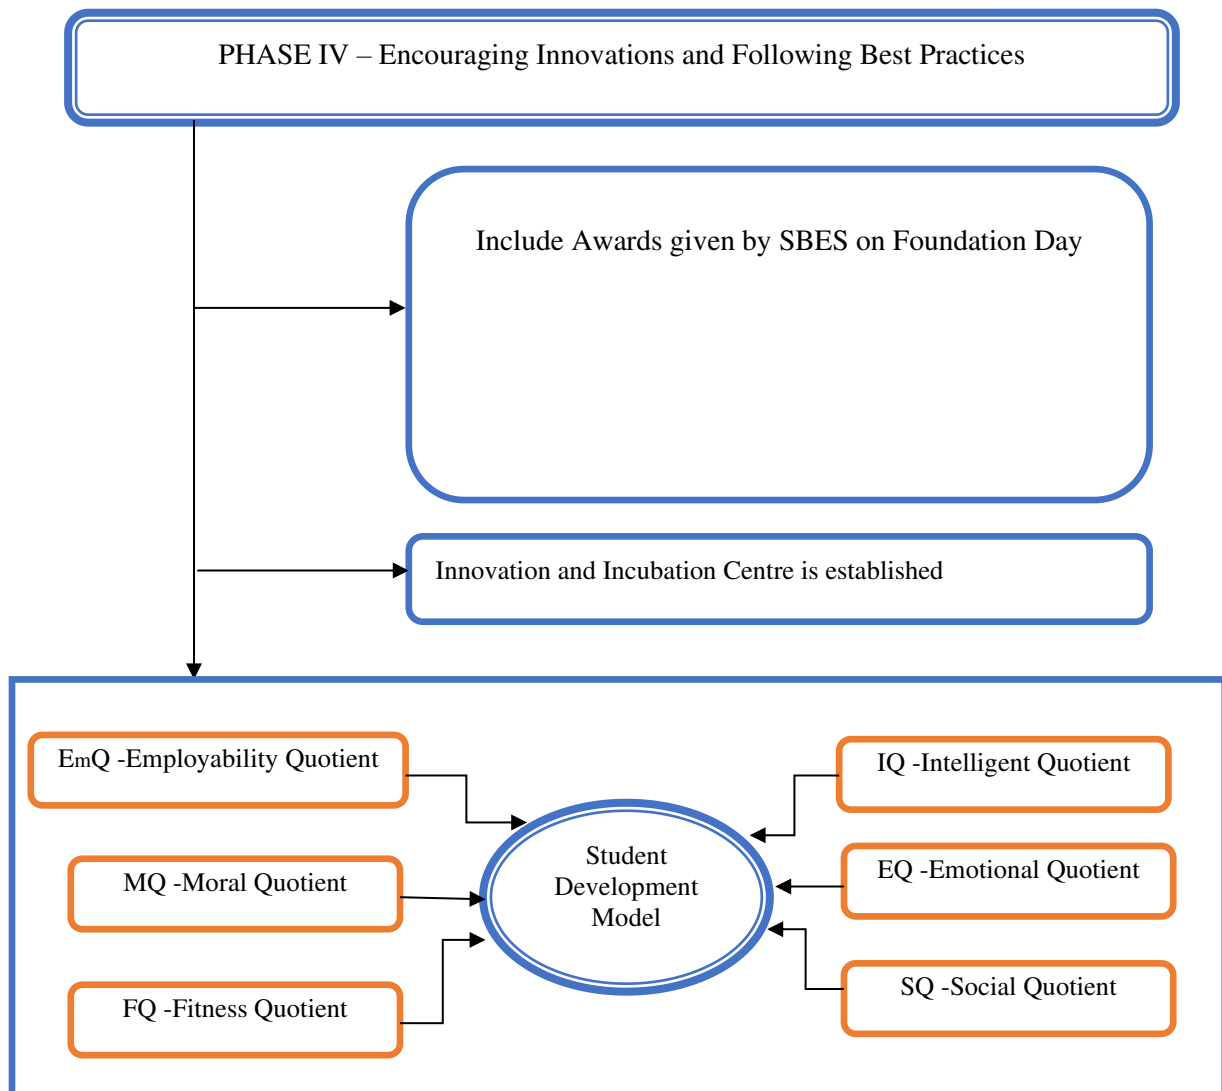 PHASE IV – Encouraging Innovations and Following Best Practices
Include Awards given by SBES on Foundation Day
Innovation and Incubation Centre is established
EmQ -Employability Quotient
MQ -Moral Quotient
FQ -Fitness Quotient
Student
Development
Model
IQ -Intelligent Quotient
EQ -Emotional Quotient
SQ -Social Quotient